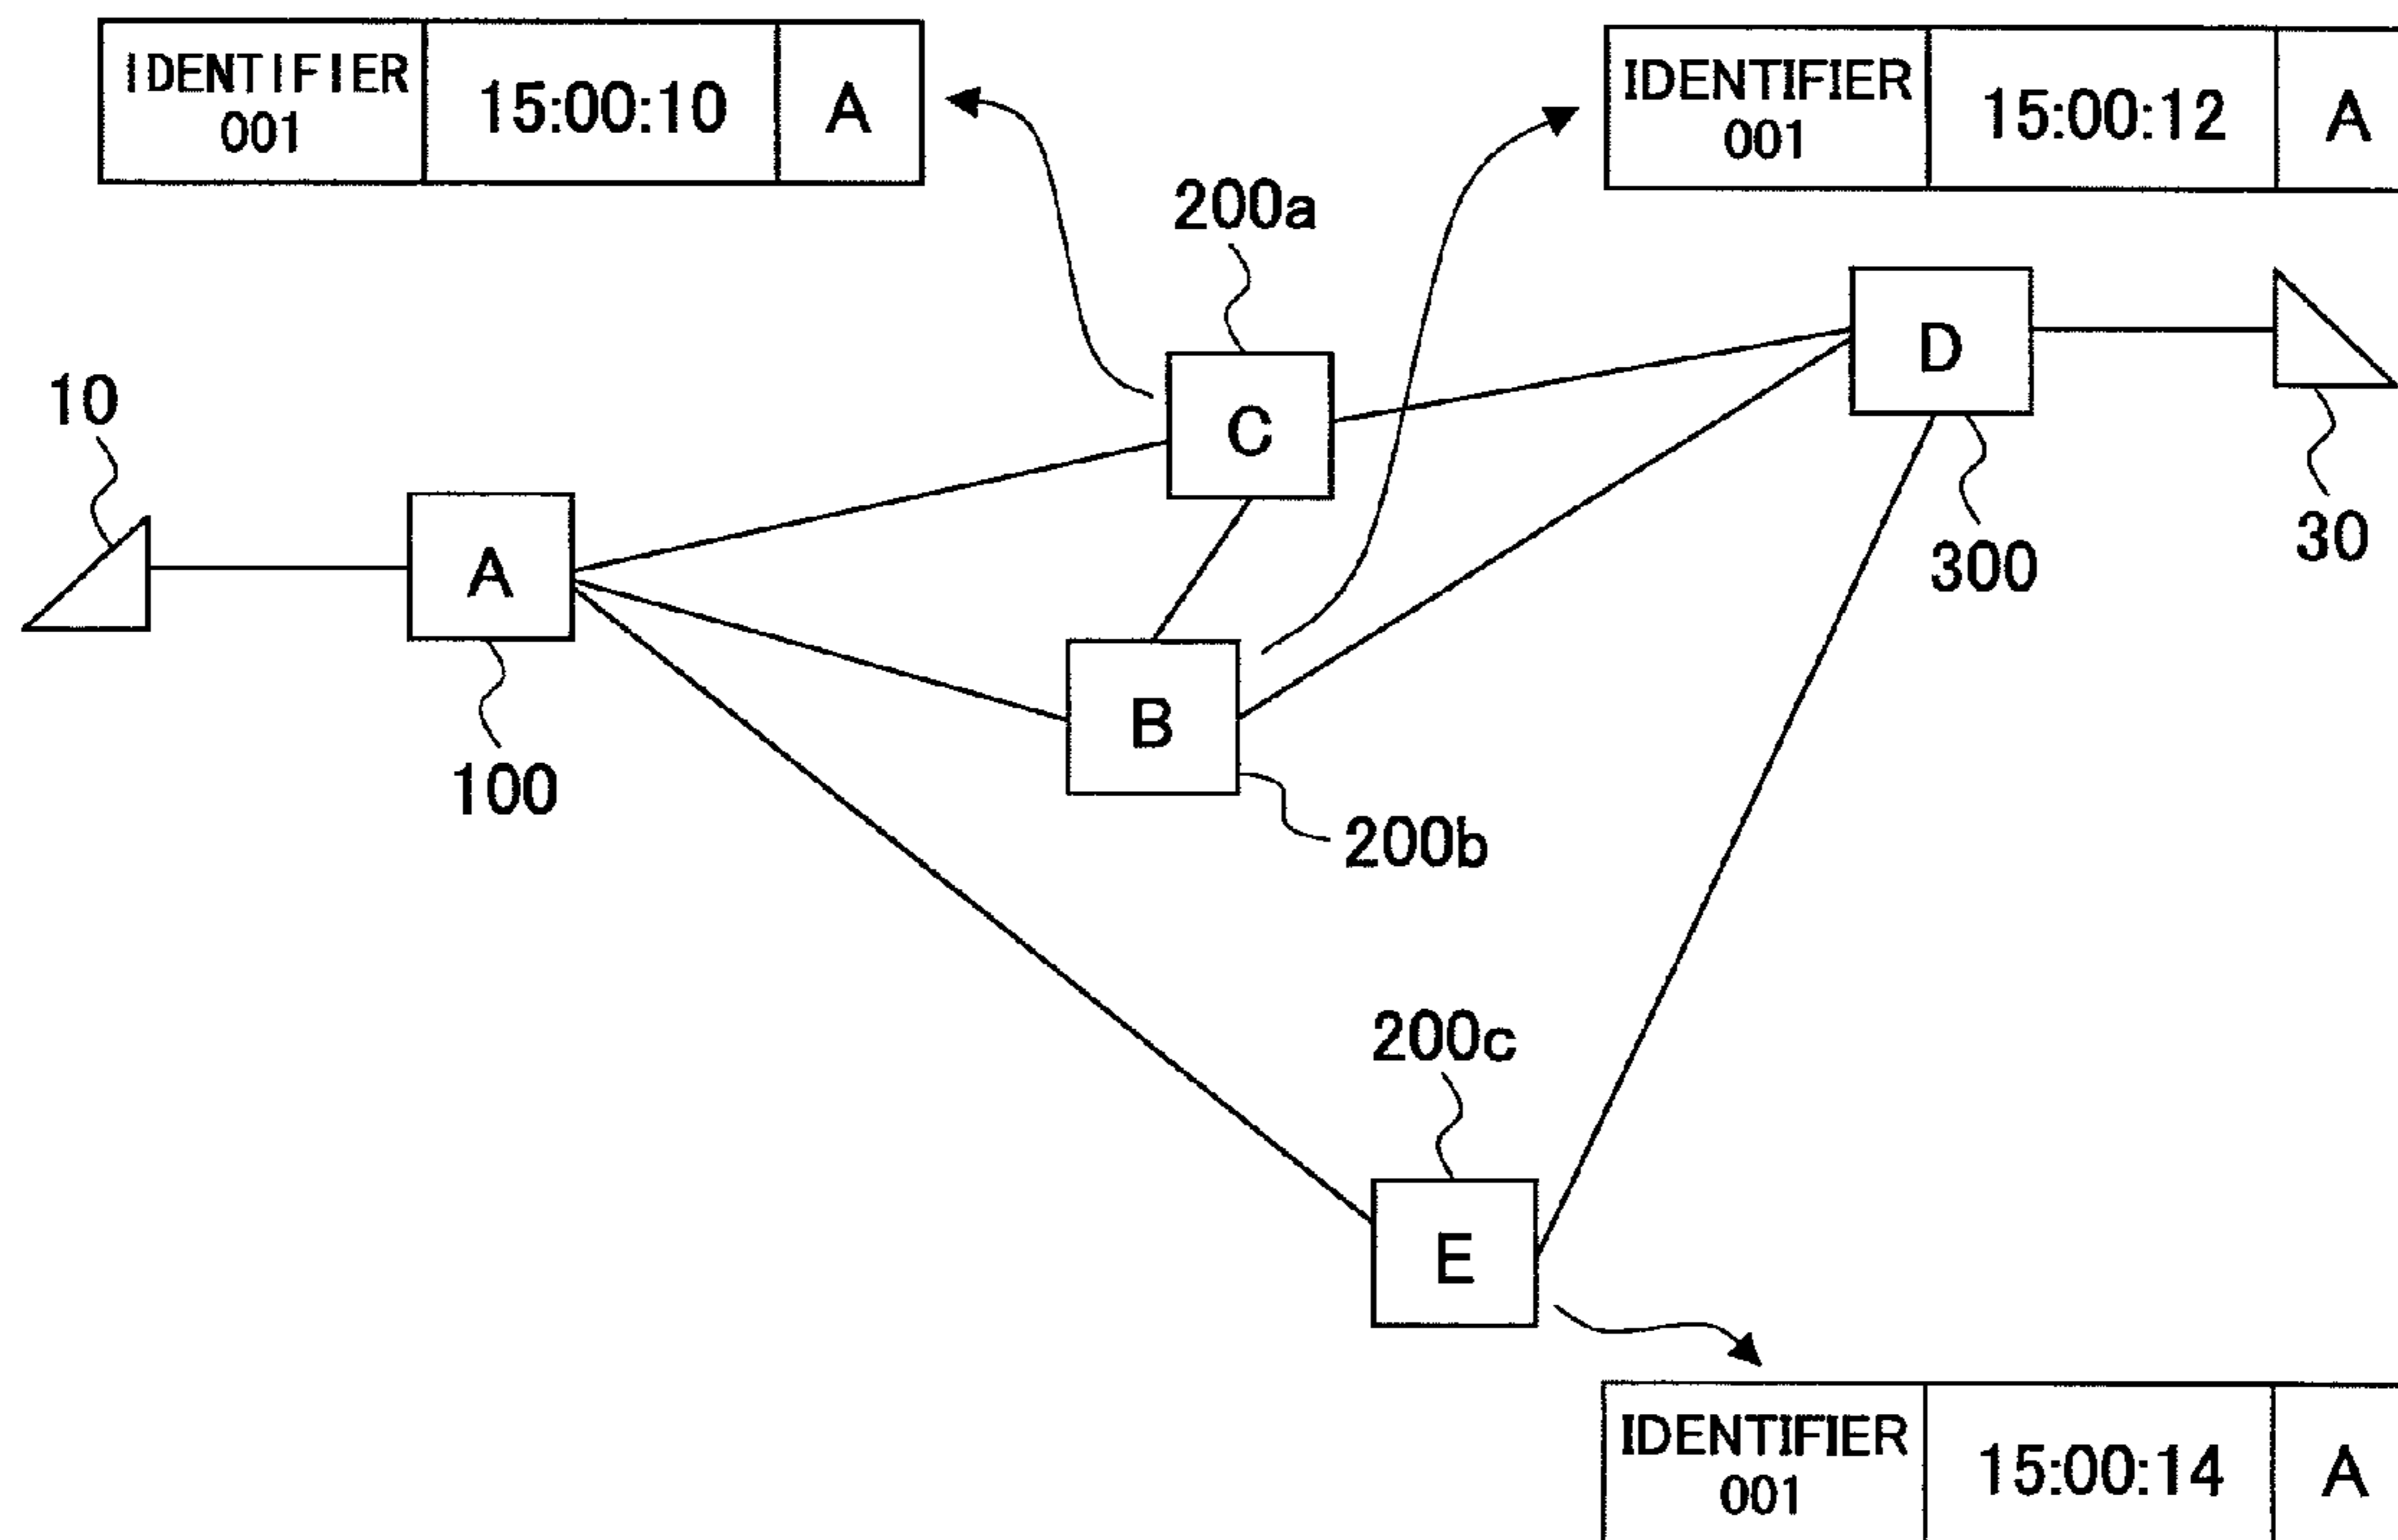 IDENTIFIER
001
15:00:10
A
IDENTIFIER
001
15:00:12
A
200a
10
C
D
A
30
300
100
B
200b
200c
E
IDENTIFIER
001
15:00:14
A